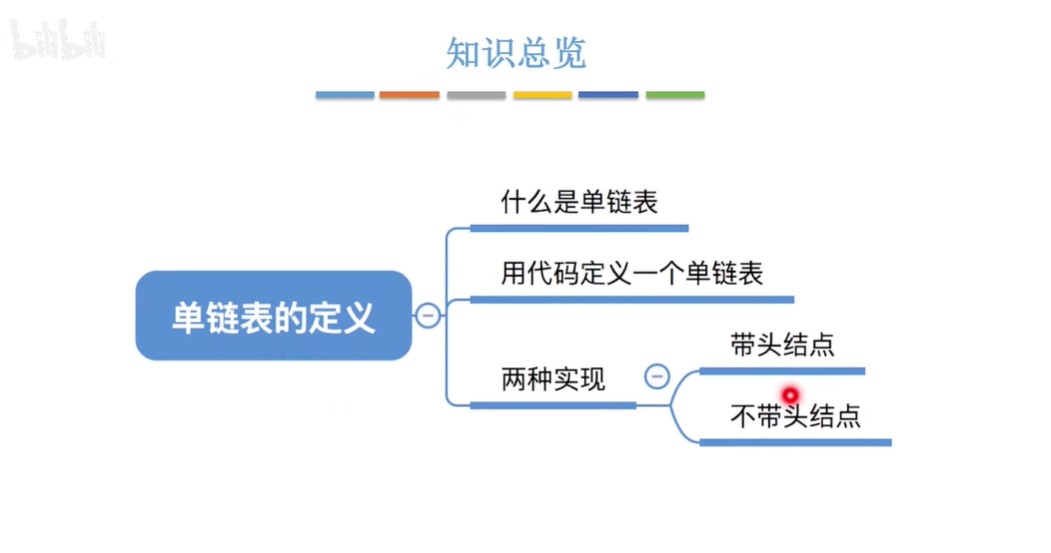 bilibili
知识总览
什么是单链表
用代码定义一个单链表
单链表的定义
两种实现
带头结点
不带头结点